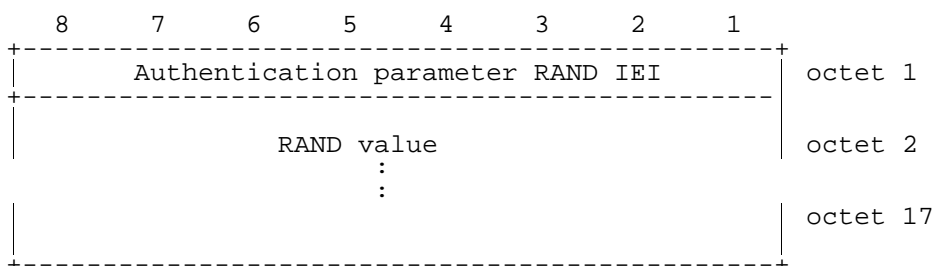 8 7 6 5 4 3 2 1
Authentication parameter RAND IEI octet 1
RAND value octet 2
:
:
octet 17